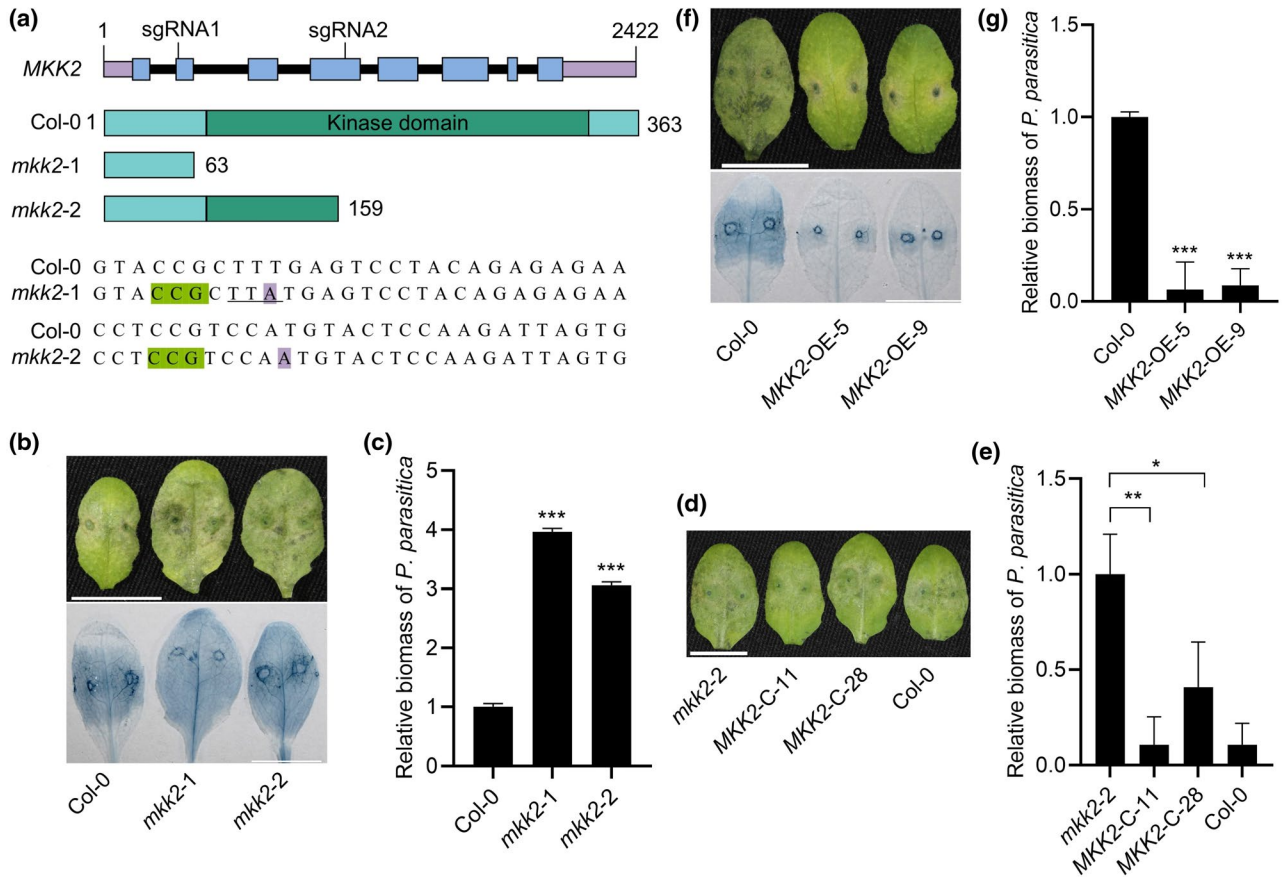 (a)
1 sgRNA1 sgRNA2 2422
MKK2
Col-0 1 Kinase domain 363
mkk2-1 63
mkk2-2 159
Col-0 G T A C C G C T T T G A G T C C T A C A G A G A G A A
mkk2-1 G T A C C G C T T A T G A G T C C T A C A G A G A G A A
Col-0 C C T C C G T C C A T G T A C T C C A A G A T T A G T G
mkk2-2 C C T C C G T C C A A T G T A C T C C A A G A T T A G T G
(b)
Col-0
mkk2-1
mkk2-2
(c)
Relative biomass of P. parasitica
5
4
3
2
1
0
***
***
Col-0
mkk2-1
mkk2-2
(d)
mkk2-2
MKK2-C-11
MKK2-C-28
Col-0
(f)
Col-0
MKK2-OE-5
MKK2-OE-9
(g)
Relative biomass of P. parasitica
1.5
1.0
0.5
0.0
***
***
Col-0
MKK2-OE-5
MKK2-OE-9
(e)
Relative biomass of P. parasitica
1.5
1.0
0.5
0.0
*
**
mkk2-2
MKK2-C-11
MKK2-C-28
Col-0